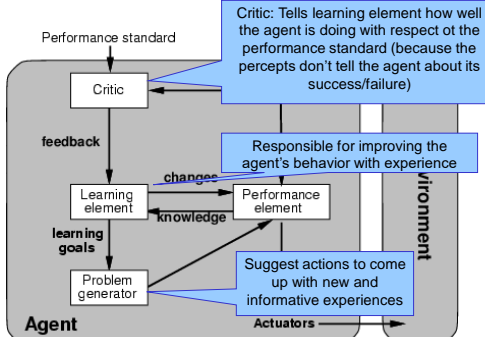 Critic: Tells learning element how well
the agent is doing with respect ot the
performance standard (because the
percepts don't tell the agent about its
success/failure)
Performance standard
Critic
feedback
Responsible for improving the
agent's behavior with experience
changes
Learning
element
Performance
element
knowledge
learning
goals
Problem
generator
Suggest actions to come
up with new and
informative experiences
Agent
Actuators
vironment